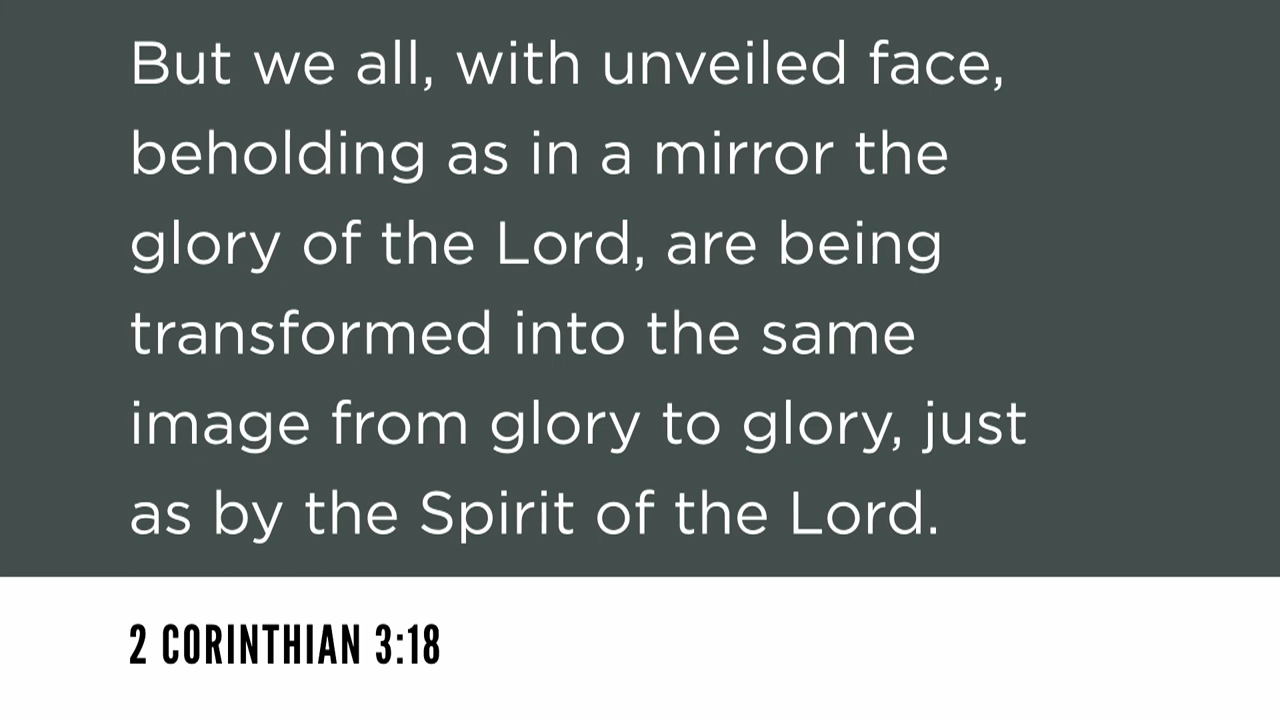 But we all, with unveiled face,
beholding as in a mirror the
glory of the Lord, are being
transformed into the same
image from glory to glory, just
as by the Spirit of the Lord.
2 CORINTHIAN 3:18